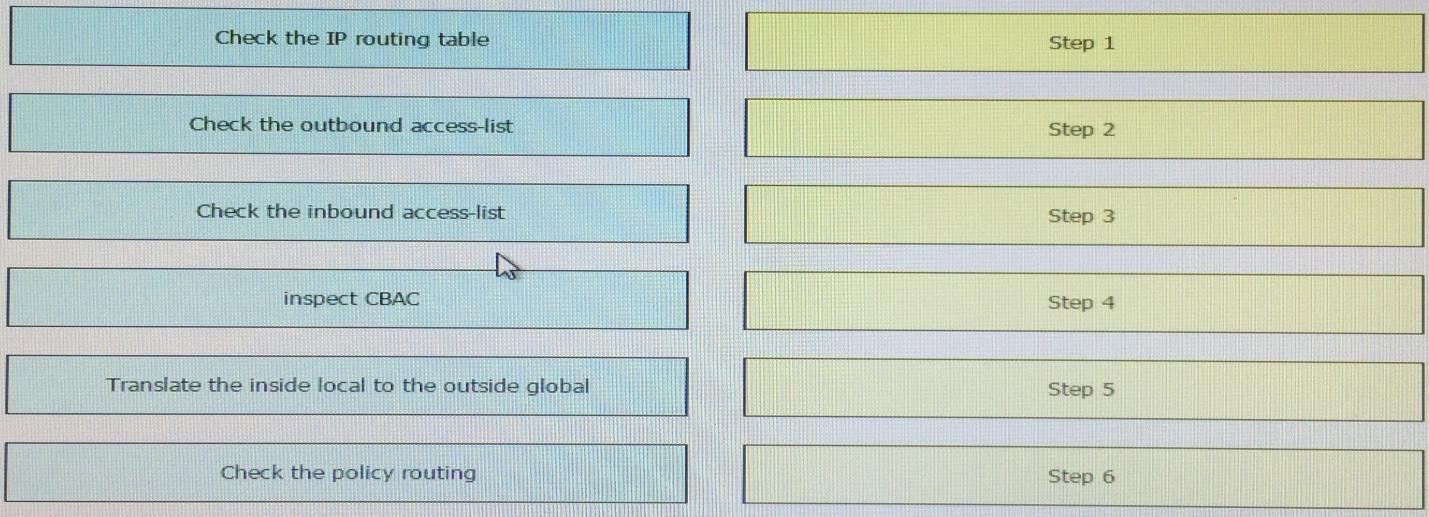 Check the IP routing table
Step 1
Check the outbound access-list
Step 2
Check the inbound access-list
Step 3
inspect CBAC
Step 4
Translate the inside local to the outside global
Step 5
Check the policy routing
Step 6